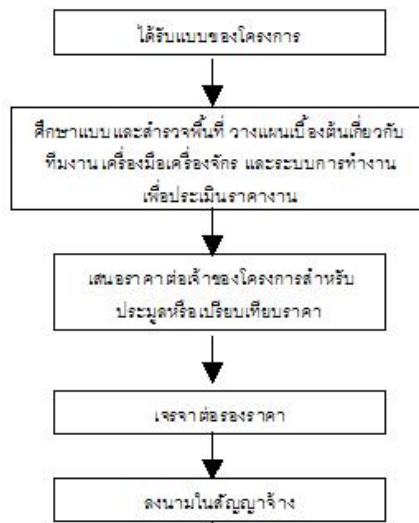 ได้รับแบบของโครงการ
ศึกษาแบบและสำรวจพื้นที่ วางแผนเบื้องต้นเกี่ยวกับ
ทีมงาน เครื่องมือเครื่องจักร และระบบการทำงาน
เพื่อประเมินราคางาน
เสนอราคาต่อเจ้าของโครงการสำหรับ
ประมูลหรือเปรียบเทียบราคา
เจรจาต่อรองราคา
ลงนามในสัญญาจ้าง